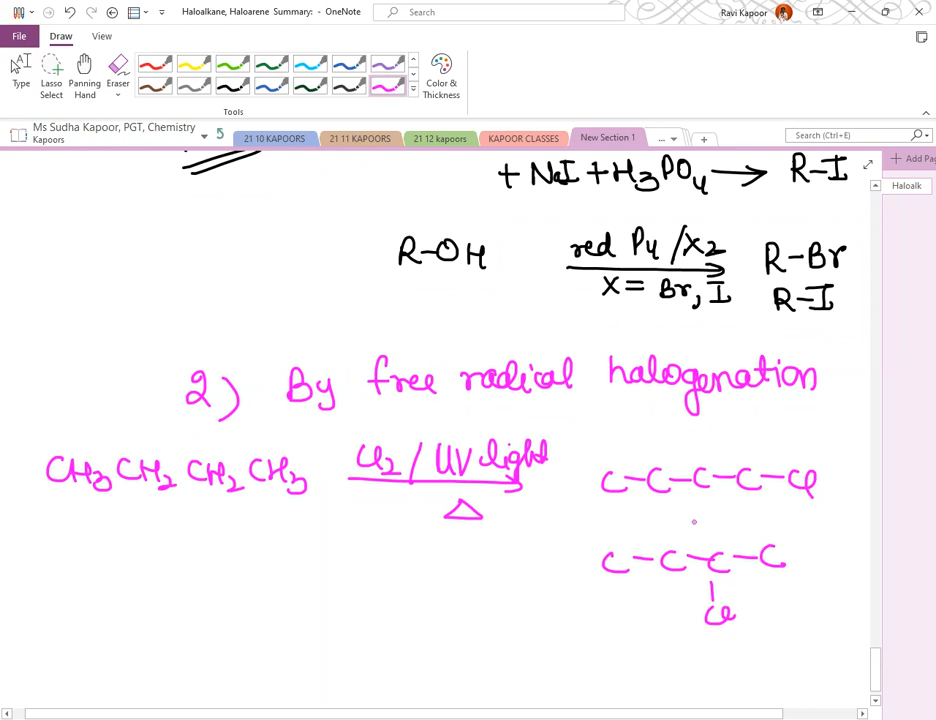 Haloalkane, Haloarene Summary: - OneNote
Search
Ravi Kapoor
File
Draw
View
Type
Lasso Select
Panning Hand
Eraser
Color & Thickness
Tools
Ms Sudha Kapoor, PGT, Chemistry
Kapoors
21 10 KAPOORS
21 11 KAPOORS
21 12 kapoors
KAPOOR CLASSES
New Section 1
Search (Ctrl+E)
Add Pag
Haloalk
+ NaI + H3PO4 → R-I
R-OH
red P4 / X2
X = Br, I
R-Br
R-I
2) By free radical halogenation
CH3 CH2 CH2 CH3
Cl2 / UV light
Δ
C-C-C-C-Cl
C-C-C-C
Cl